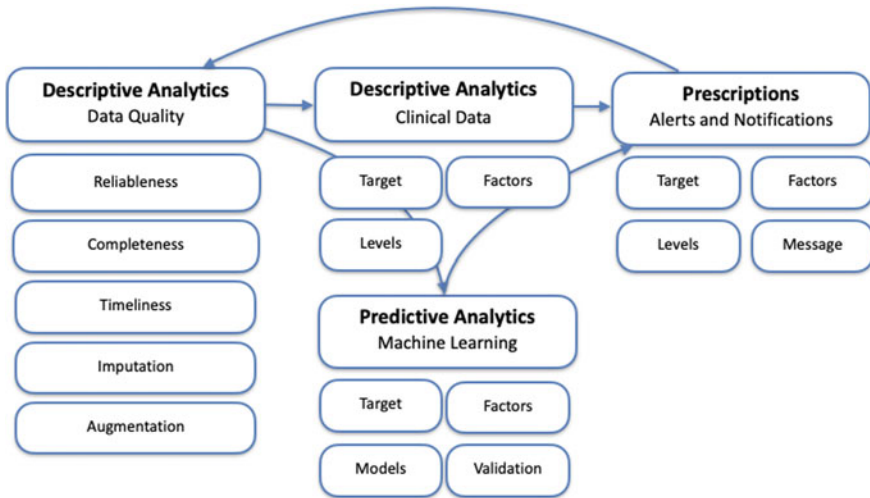 Descriptive Analytics
Data Quality
Reliableness
Completeness
Timeliness
Imputation
Augmentation
Descriptive Analytics
Clinical Data
Target
Factors
Levels
Predictive Analytics
Machine Learning
Target
Factors
Models
Validation
Prescriptions
Alerts and Notifications
Target
Factors
Levels
Message